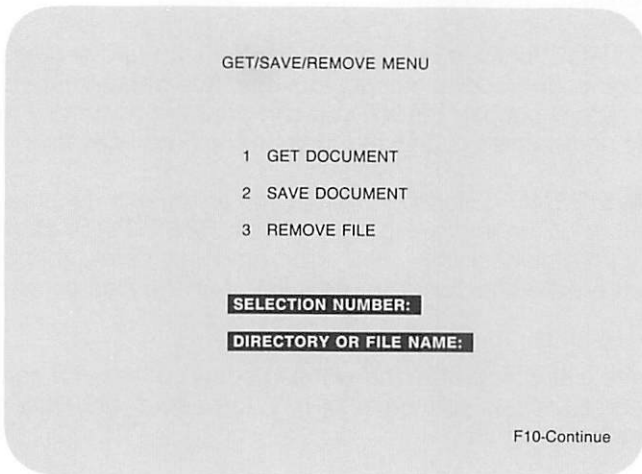 GET/SAVE/REMOVE MENU
1 GET DOCUMENT
2 SAVE DOCUMENT
3 REMOVE FILE
SELECTION NUMBER:
DIRECTORY OR FILE NAME:
F10-Continue